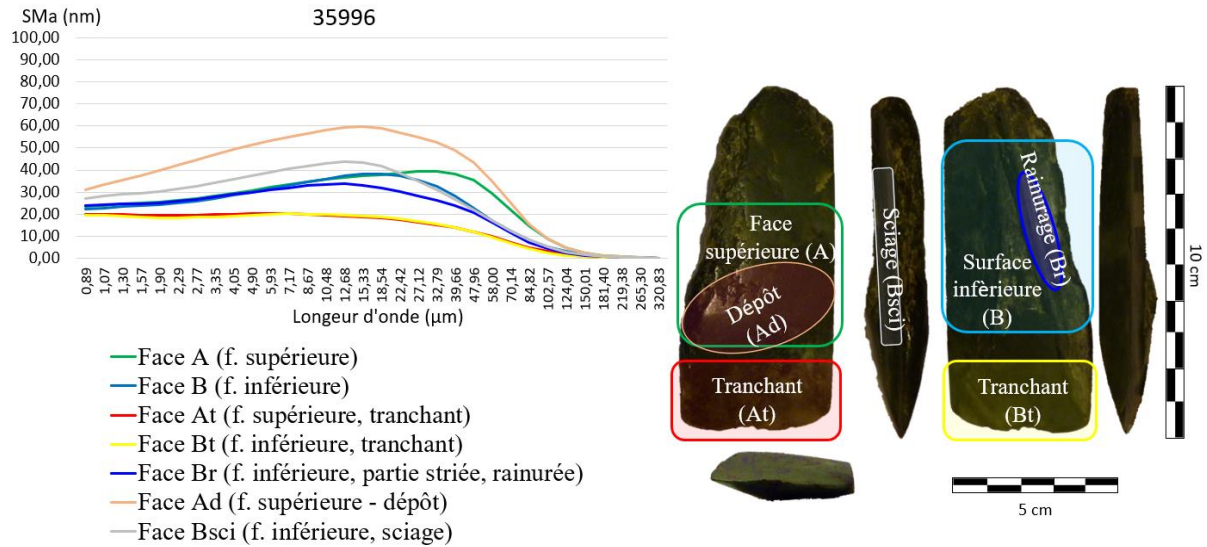 SMa (nm)
35996
100,00
90,00
80,00
70,00
60,00
50,00
40,00
30,00
20,00
10,00
0,00
0,89
1,07
1,30
1,57
1,90
2,29
2,77
3,35
4,05
4,90
5,93
7,17
8,67
10,48
12,68
15,33
18,54
22,42
27,12
32,79
39,66
47,96
58,00
70,14
84,82
102,57
124,04
150,01
181,40
219,38
265,30
320,83
Longeur d'onde (µm)
Face A (f. supérieure)
Face B (f. inférieure)
Face At (f. supérieure, tranchant)
Face Bt (f. inférieure, tranchant)
Face Br (f. inférieure, partie striée, rainurée)
Face Ad (f. supérieure - dépôt)
Face Bsci (f. inférieure, sciage)
Face
supérieure (A)
Dépôt
(Ad)
Tranchant
(At)
Sciage (Bsci)
Rainurage (Br)
Surface
infèrieure
(B)
Tranchant
(Bt)
10 cm
5 cm